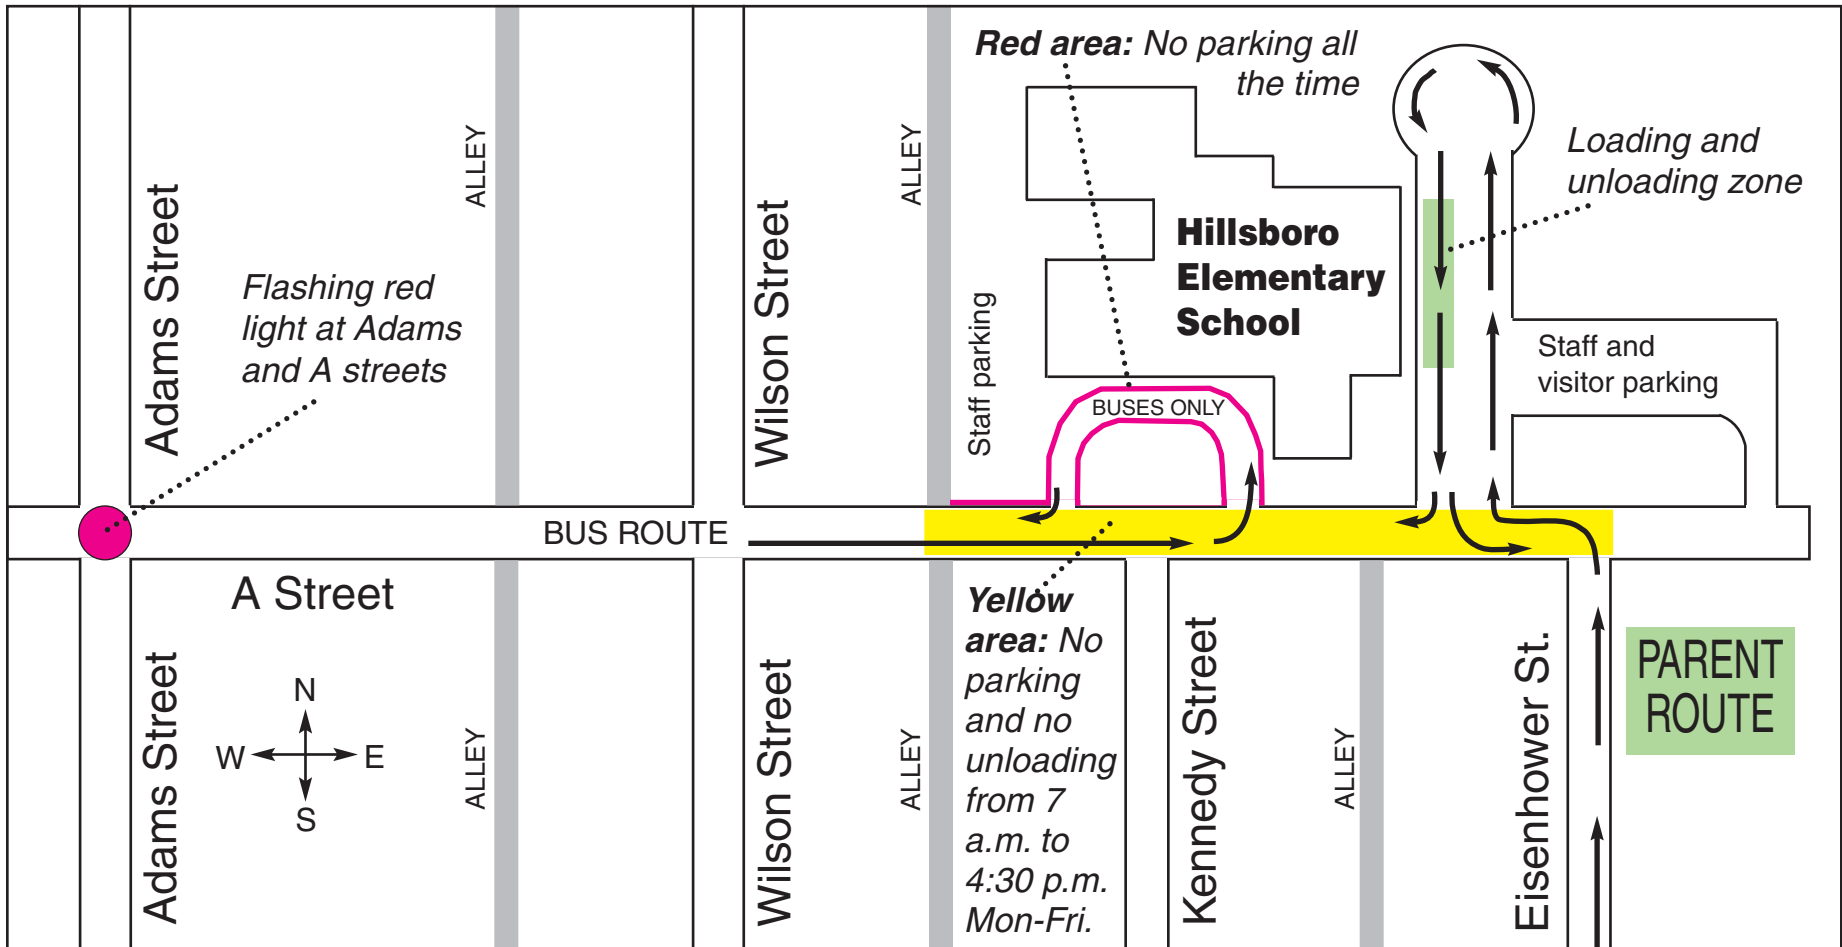 Red area: No parking all
the time
Loading and
unloading zone
ALLEY
ALLEY
Adams Street
Wilson Street
Hillsboro
Elementary
School
Flashing red
light at Adams
and A streets
Staff parking
Staff and
visitor parking
BUSES ONLY
BUS ROUTE
A Street
Yellow
area: No
parking
and no
unloading
from 7
a.m. to
4:30 p.m.
Mon-Fri.
PARENT
ROUTE
Adams Street
N
W
E
S
ALLEY
Wilson Street
ALLEY
Kennedy Street
ALLEY
Eisenhower St.